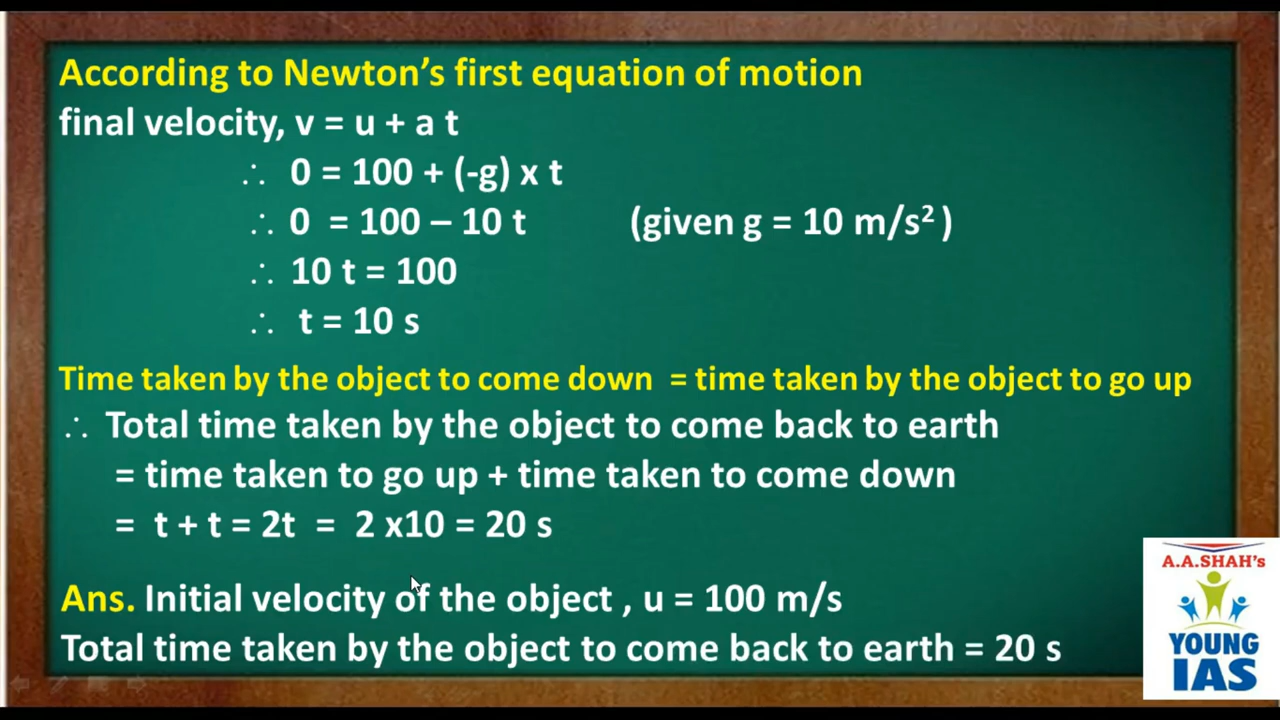 According to Newton's first equation of motion
final velocity, v = u + a t
∴ 0 = 100 + (-g) x t
∴ 0 = 100 – 10 t (given g = 10 m/s² )
∴ 10 t = 100
∴ t = 10 s
Time taken by the object to come down = time taken by the object to go up
∴ Total time taken by the object to come back to earth
= time taken to go up + time taken to come down
= t + t = 2t = 2 x10 = 20 s
Ans. Initial velocity of the object , u = 100 m/s
Total time taken by the object to come back to earth = 20 s
A.A.SHAH's
YOUNG
IAS